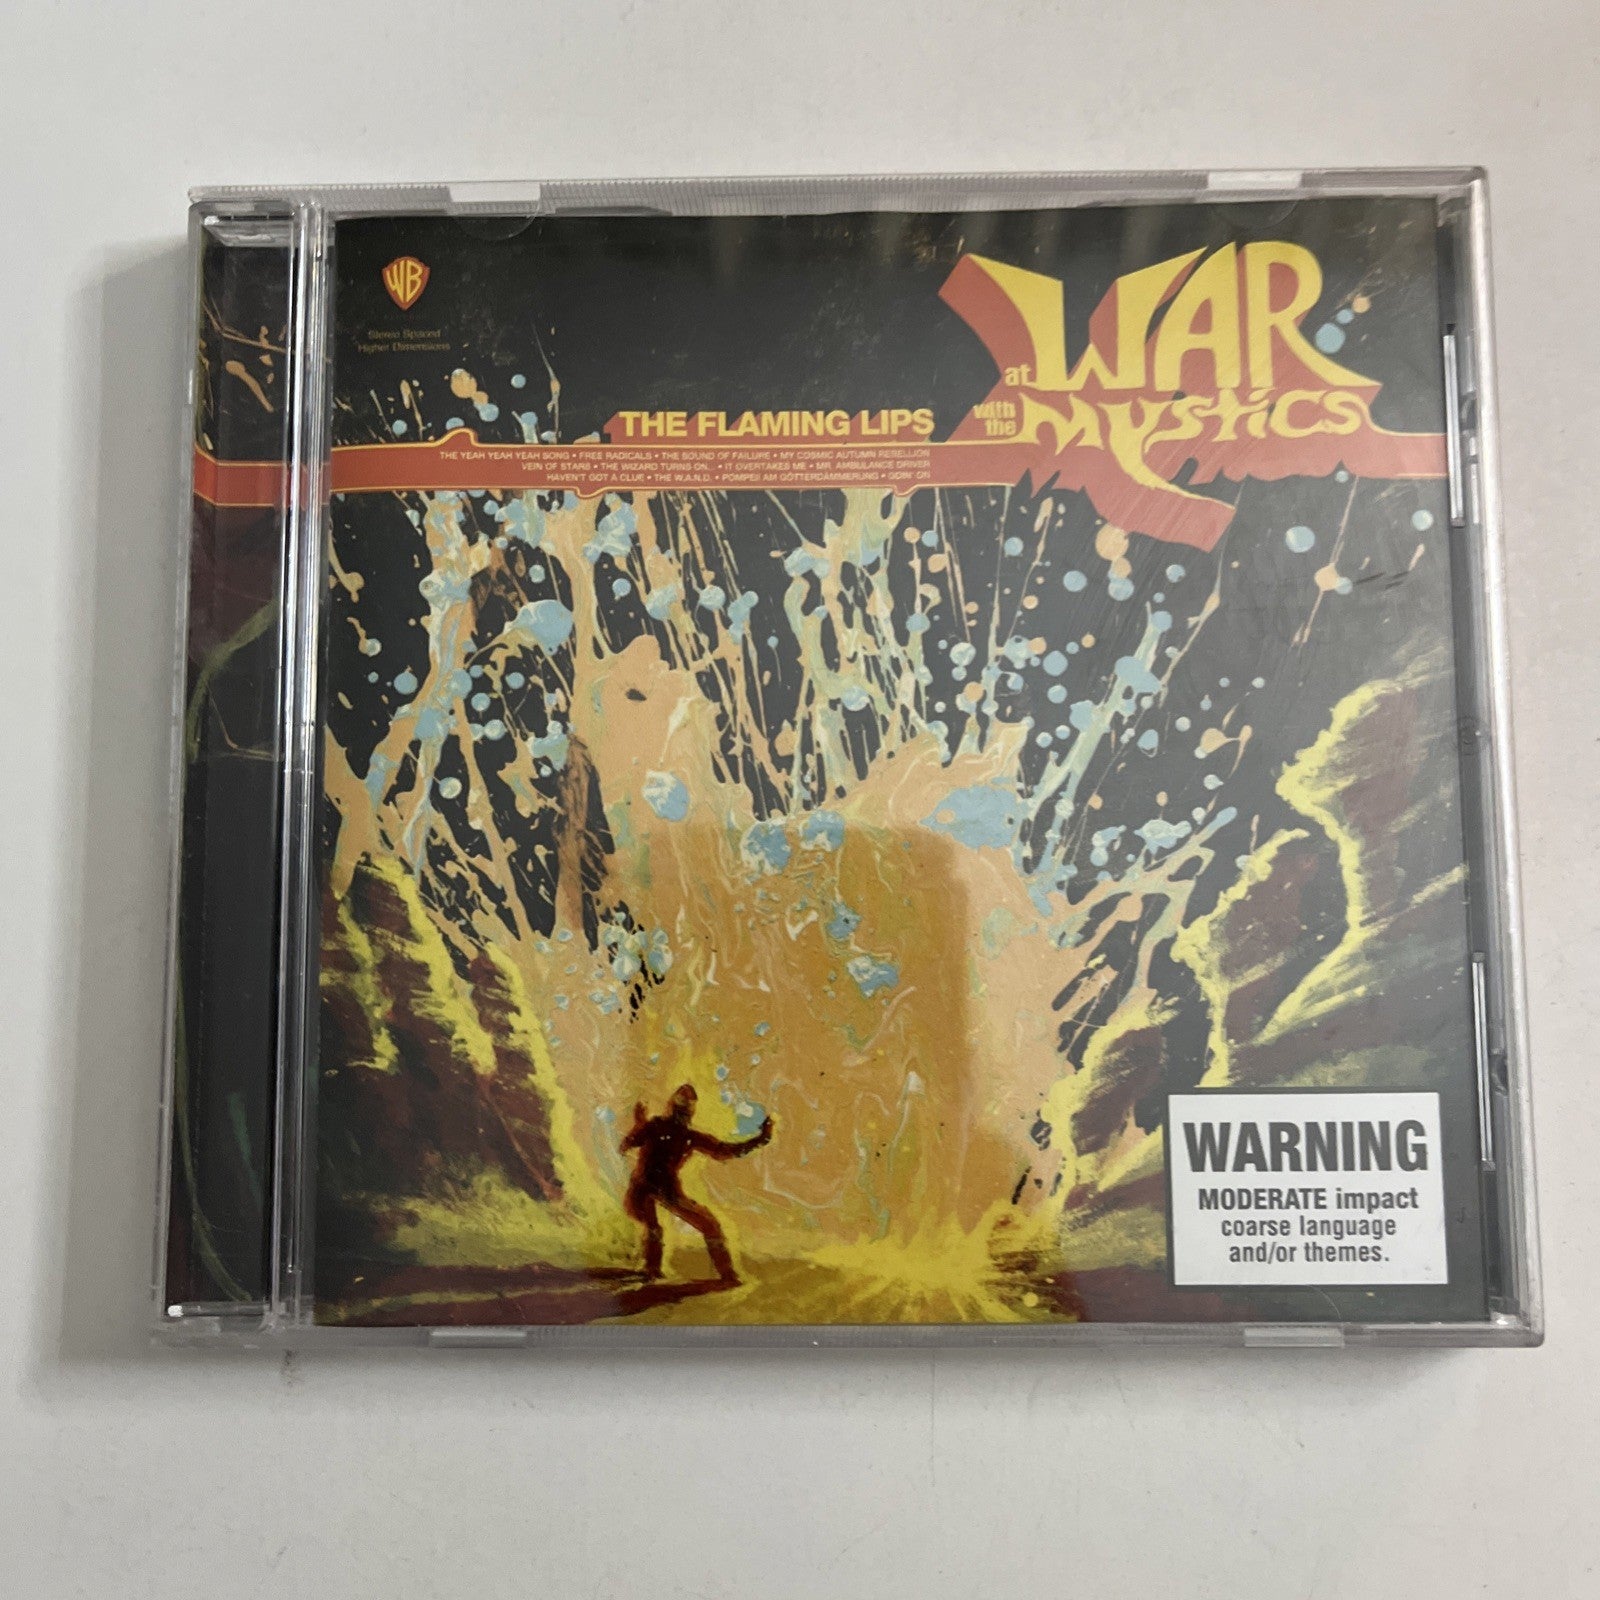 WB
Stereo Spaced
Higher Dimensions
at WAR
with the MYSTICS
THE FLAMING LIPS
THE YEAH YEAH YEAH SONG • FREE RADICALS • THE SOUND OF FAILURE • MY COSMIC AUTUMN REBELLION
VEIN OF STARS • THE WIZARD TURNS ON... • IT OVERTAKES ME • MR. AMBULANCE DRIVER
HAVEN'T GOT A CLUE • THE W.A.N.D. • POMPEII AM GÖTTERDÄMMERUNG • GOIN' ON
WARNING
MODERATE impact
coarse language
and/or themes.